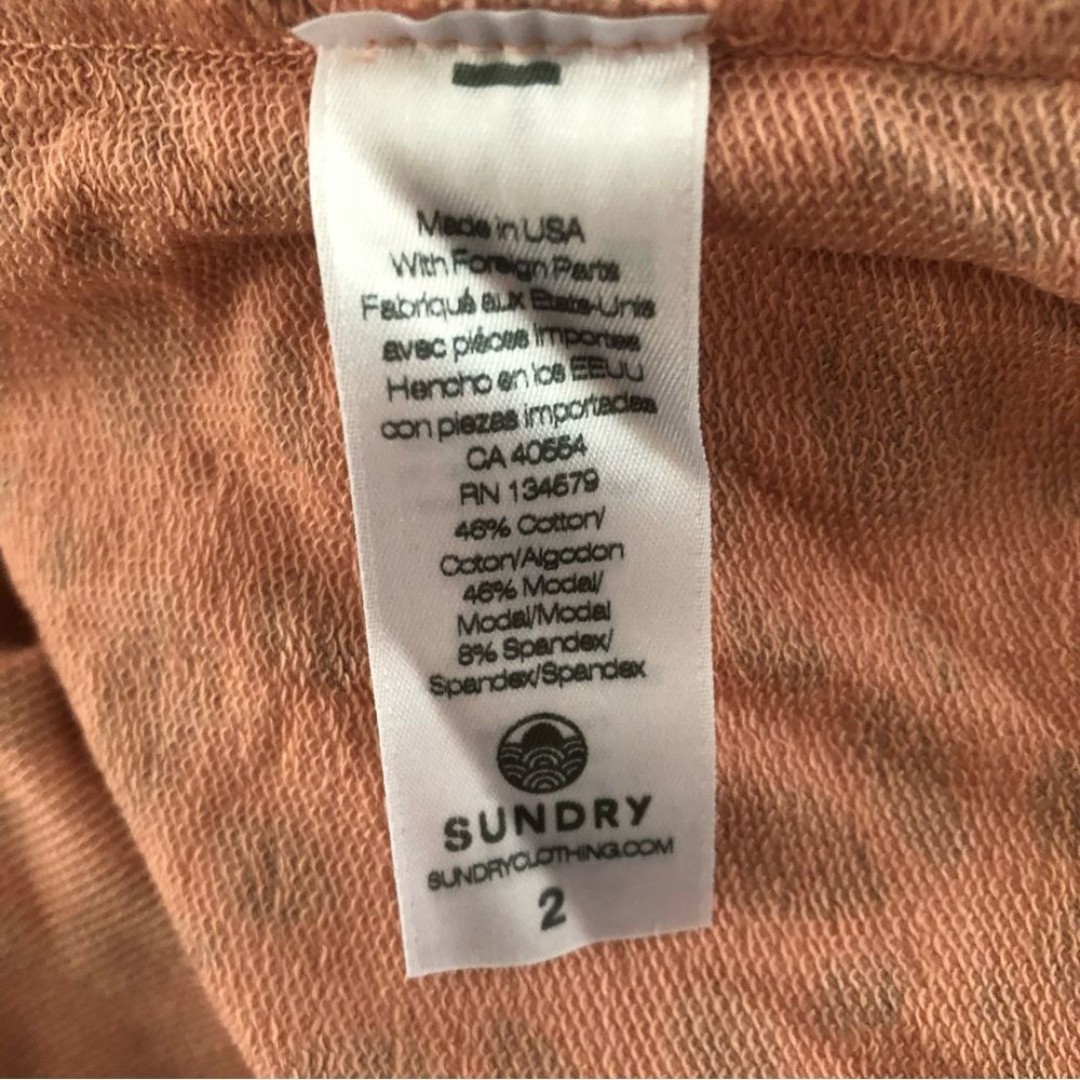 Made in USA
With Foreign Parts
Fabriqué aux Etats-Unis
avec piéces importes
Hencho en los EEUU
con piezas importadas
CA 40554
RN 134579
46% Cotton/
Coton/Algodon
46% Modal/
Modal/Modal
8% Spandex/
Spandex/Spandex
SUNDRY
SUNDRYCLOTHING.COM
2